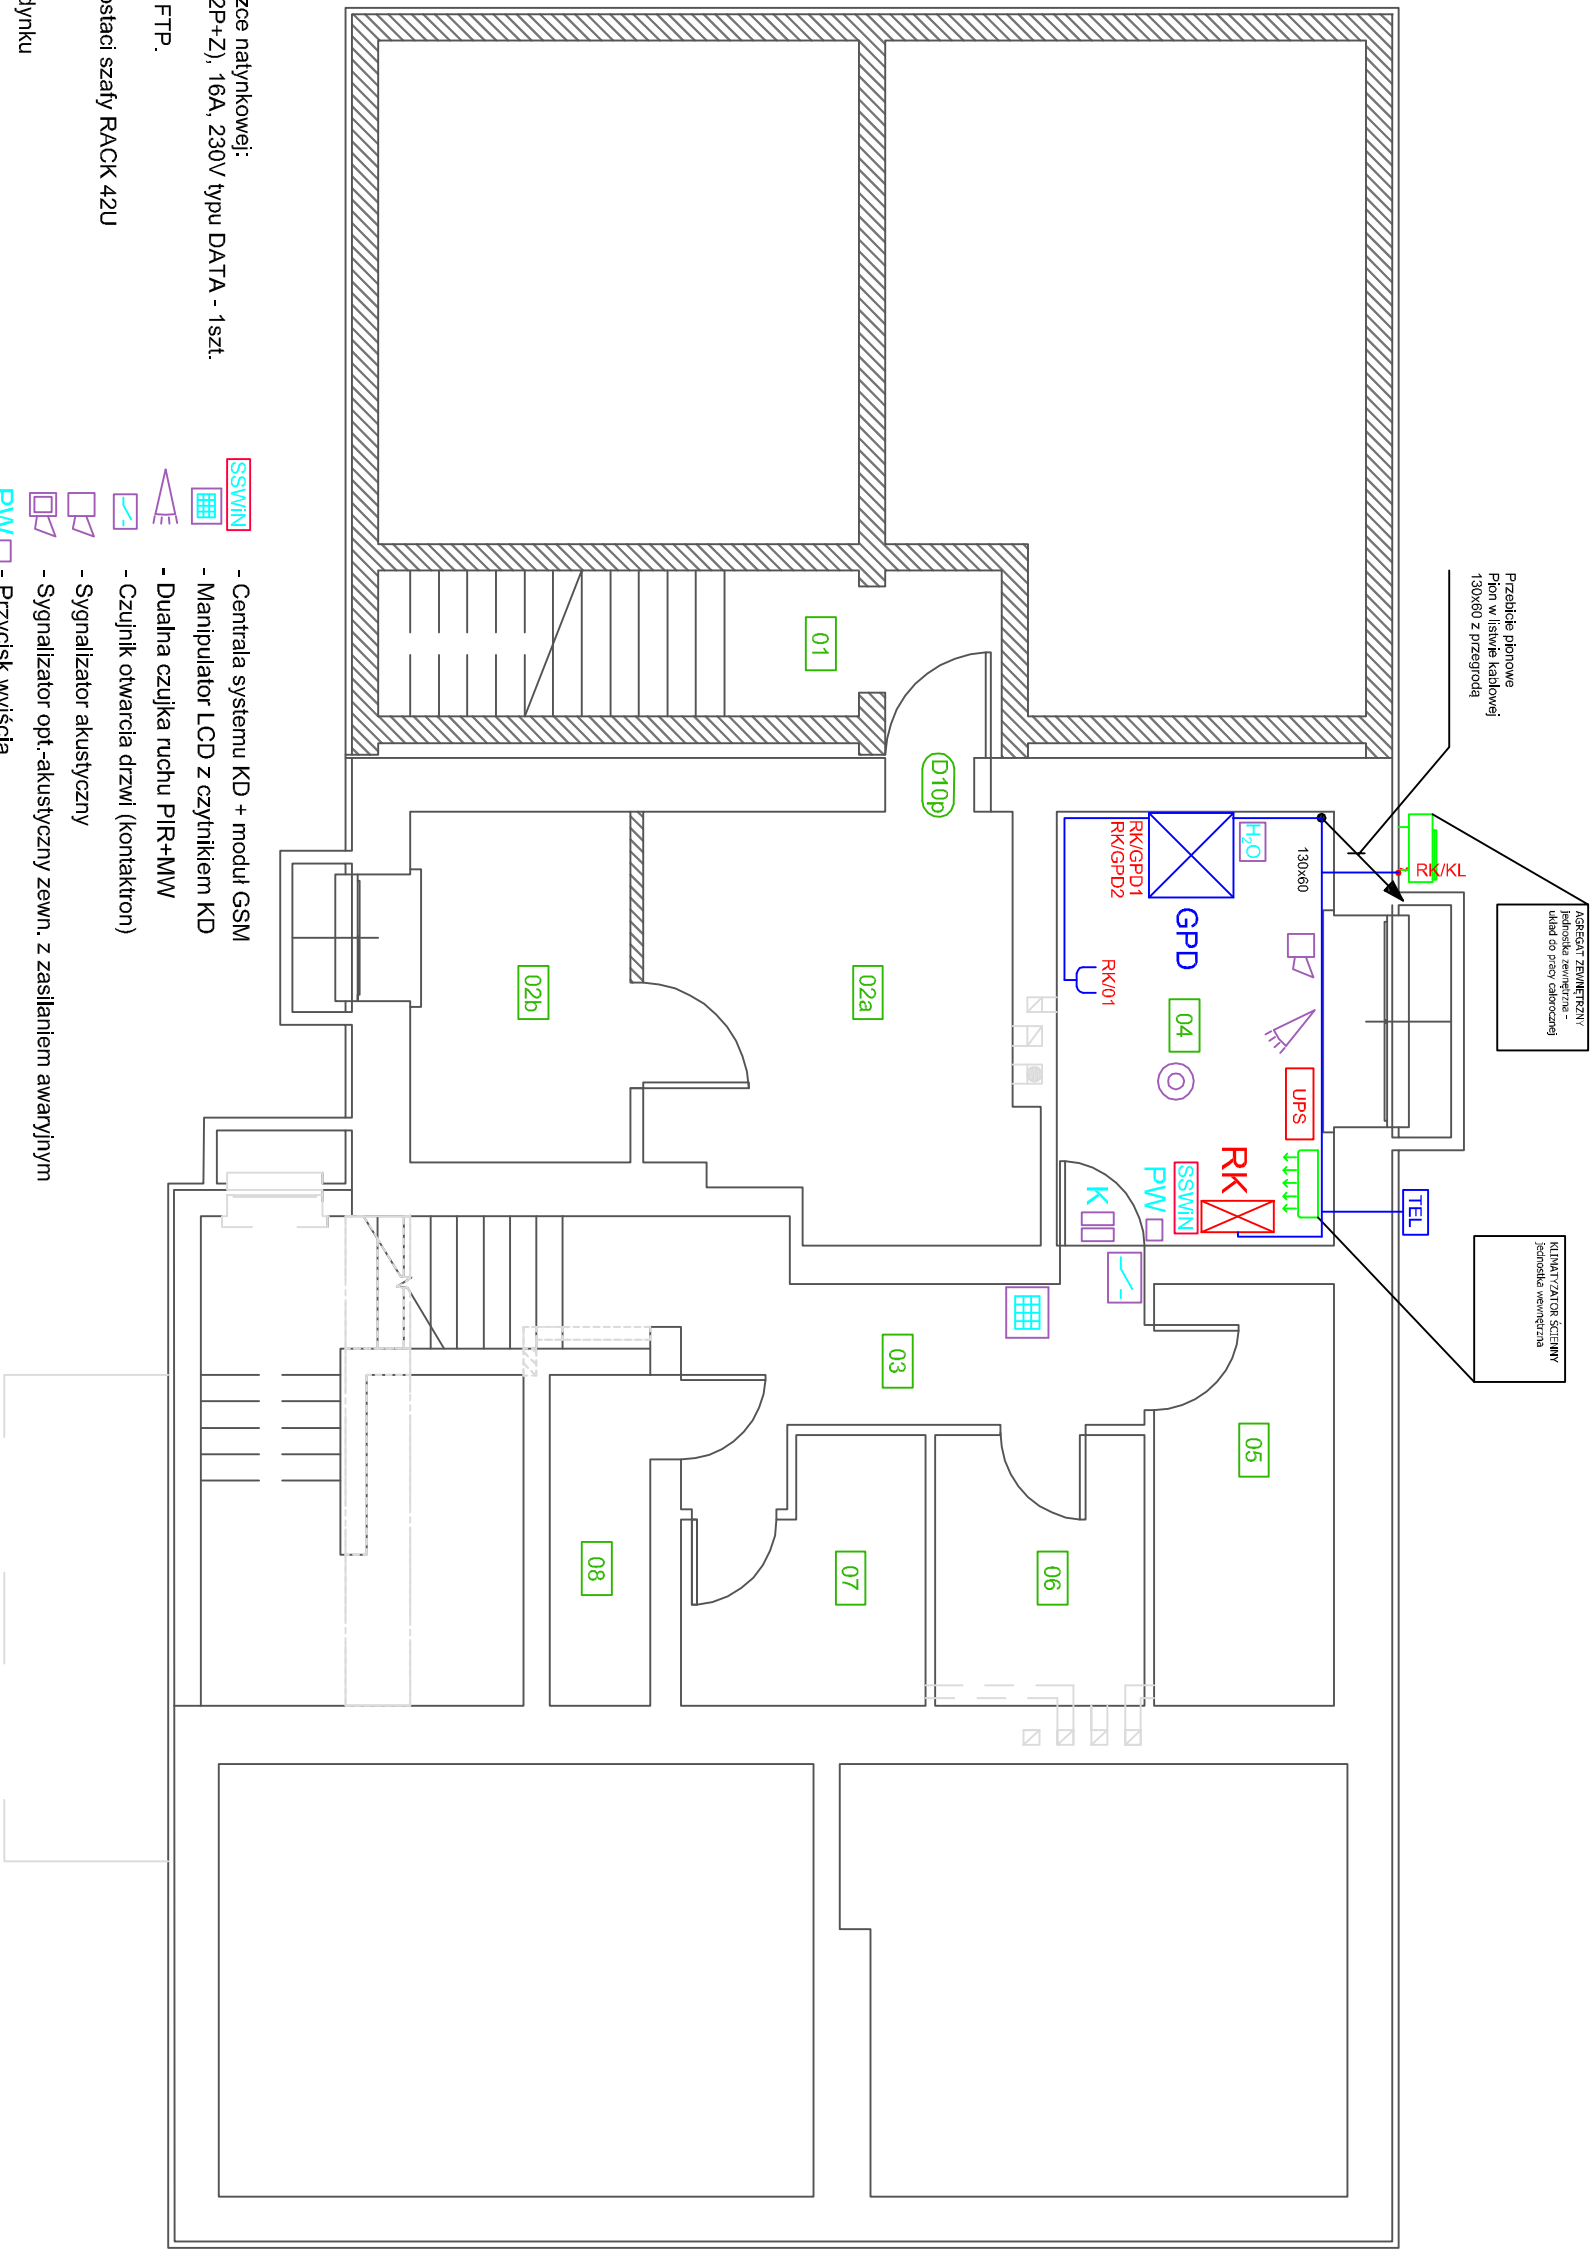 Przebicie pionowe
Pion w listwie kablowej
130x60 z przegrodą
AGREGAT ZEWNĘTRZNY
jednostka zewnętrzna -
układ do pracy całorocznej
KLIMATYZATOR ŚCIENNY
jednostka wewnętrzna
RK/KL
TEL
130x60
H₂O
UPS
RK
GPD
04
SSWiN
PW
K
RK/GPD1
RK/GPD2
RK/01
D10p
01
02a
02b
03
05
06
07
08
zce natynkowej:
2P+Z), 16A, 230V typu DATA - 1szt.
FTP.
ostaci szafy RACK 42U
dynku
SSWiN - Centrala systemu KD + moduł GSM
- Manipulator LCD z czytnikiem KD
- Dualna czujka ruchu PIR+MW
- Czujnik otwarcia drzwi (kontaktron)
- Sygnalizator akustyczny
- Sygnalizator opt.-akustyczny zewn. z zasilaniem awaryjnym
PW - Przycisk wyjścia